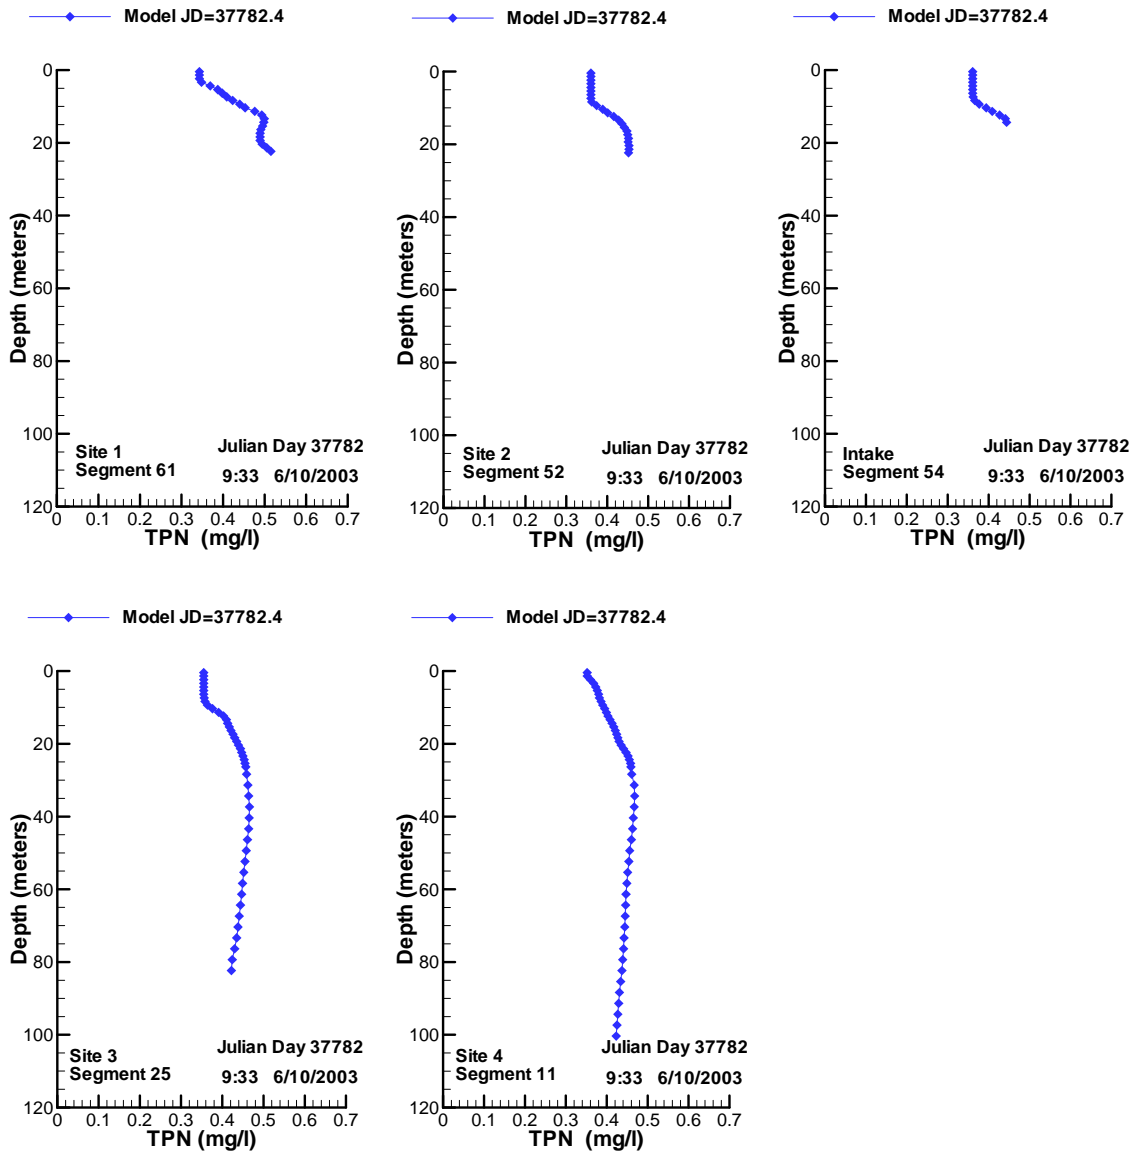 Model JD=37782.4
0
20
40
60
80
100
120
Depth (meters)
Site 1
Segment 61
Julian Day 37782
9:33 6/10/2003
0 0.1 0.2 0.3 0.4 0.5 0.6 0.7
TPN (mg/l)
Model JD=37782.4
0
20
40
60
80
100
120
Depth (meters)
Site 2
Segment 52
Julian Day 37782
9:33 6/10/2003
0 0.1 0.2 0.3 0.4 0.5 0.6 0.7
TPN (mg/l)
Model JD=37782.4
0
20
40
60
80
100
120
Depth (meters)
Intake
Segment 54
Julian Day 37782
9:33 6/10/2003
0 0.1 0.2 0.3 0.4 0.5 0.6 0.7
TPN (mg/l)
Model JD=37782.4
0
20
40
60
80
100
120
Depth (meters)
Site 3
Segment 25
Julian Day 37782
9:33 6/10/2003
0 0.1 0.2 0.3 0.4 0.5 0.6 0.7
TPN (mg/l)
Model JD=37782.4
0
20
40
60
80
100
120
Depth (meters)
Site 4
Segment 11
Julian Day 37782
9:33 6/10/2003
0 0.1 0.2 0.3 0.4 0.5 0.6 0.7
TPN (mg/l)